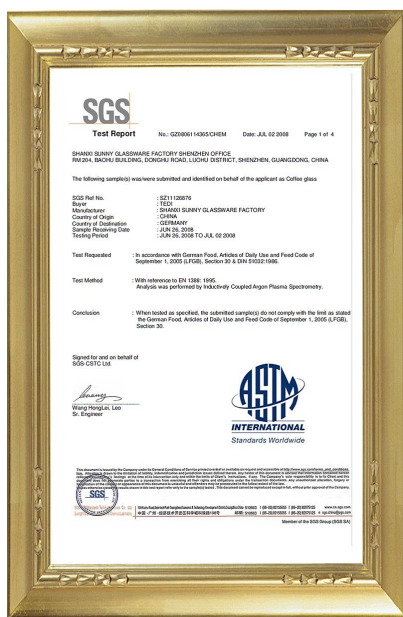 SGS
Test Report No.: GZ0806114365/CHEM Date: JUL 02 2008 Page 1 of 4
SHANXI SUNNY GLASSWARE FACTORY SHENZHEN OFFICE
RM 204, BAOHU BUILDING, DONGHU ROAD, LUOHU DISTRICT, SHENZHEN, GUANGDONG, CHINA
The following sample(s) was/were submitted and identified on behalf of the applicant as Coffee glass
SGS Ref No. : SZ11126876
Buyer : TEDI
Manufacturer : SHANXI SUNNY GLASSWARE FACTORY
Country of Origin : CHINA
Country of Destination : GERMANY
Sample Receiving Date : JUN 26, 2008
Testing Period : JUN 26, 2008 TO JUL 02 2008
Test Requested : In accordance with German Food, Articles of Daily Use and Feed Code of
September 1, 2005 (LFGB), Section 30 & DIN 51032:1986.
Test Method : With reference to EN 1388: 1995.
Analysis was performed by Inductively Coupled Argon Plasma Spectrometry.
Conclusion : When tested as specified, the submitted sample(s) do not comply with the limit as stated
the German Food, Articles of Daily Use and Feed Code of September 1, 2005 (LFGB),
Section 30.
Signed for and on behalf of
SGS-CSTC Ltd.
Wang HongLei, Leo
Sr. Engineer
ASTM
INTERNATIONAL
Standards Worldwide
SGS
www.cn.sgs.com
Member of the SGS Group (SGS SA)